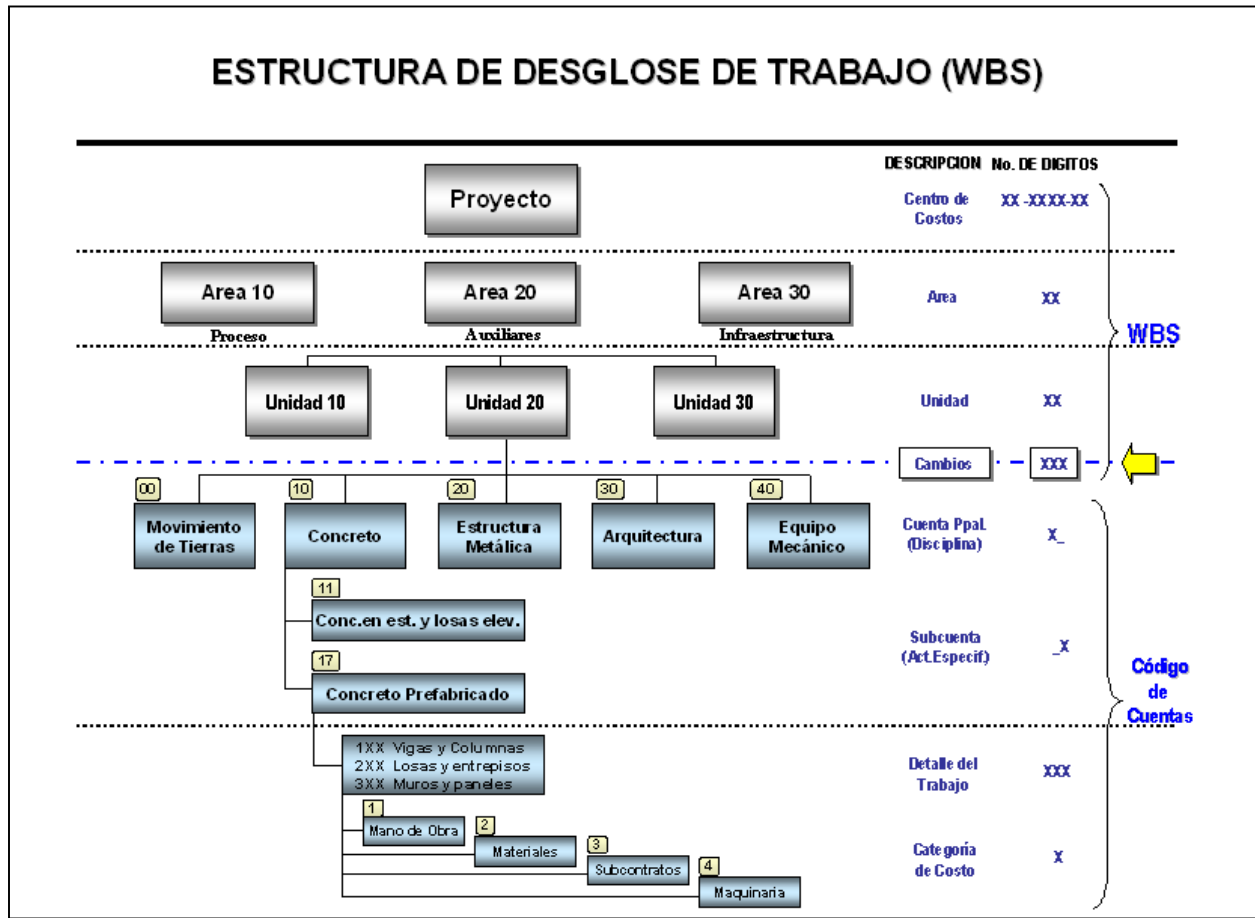 ESTRUCTURA DE DESGLOSE DE TRABAJO (WBS)
DESCRIPCION No. DE DIGITOS
Proyecto
Centro de
Costos
XX -XXXX-XX
Area 10
Area 20
Area 30
Area
XX
Proceso
Auxiliares
Infraestructura
WBS
Unidad 10
Unidad 20
Unidad 30
Unidad
XX
Cambios
XXX
00
10
20
30
40
Movimiento
de Tierras
Concreto
Estructura
Metálica
Arquitectura
Equipo
Mecánico
Cuenta Ppal.
(Disciplina)
X_
11
Conc.en est. y losas elev.
Subcuenta
(Act.Especif.)
_X
17
Concreto Prefabricado
Código
de
Cuentas
1XX Vigas y Columnas
2XX Losas y entrepisos
3XX Muros y paneles
Detalle del
Trabajo
XXX
1
Mano de Obra
2
Materiales
3
Subcontratos
4
Maquinaria
Categoría
de Costo
X